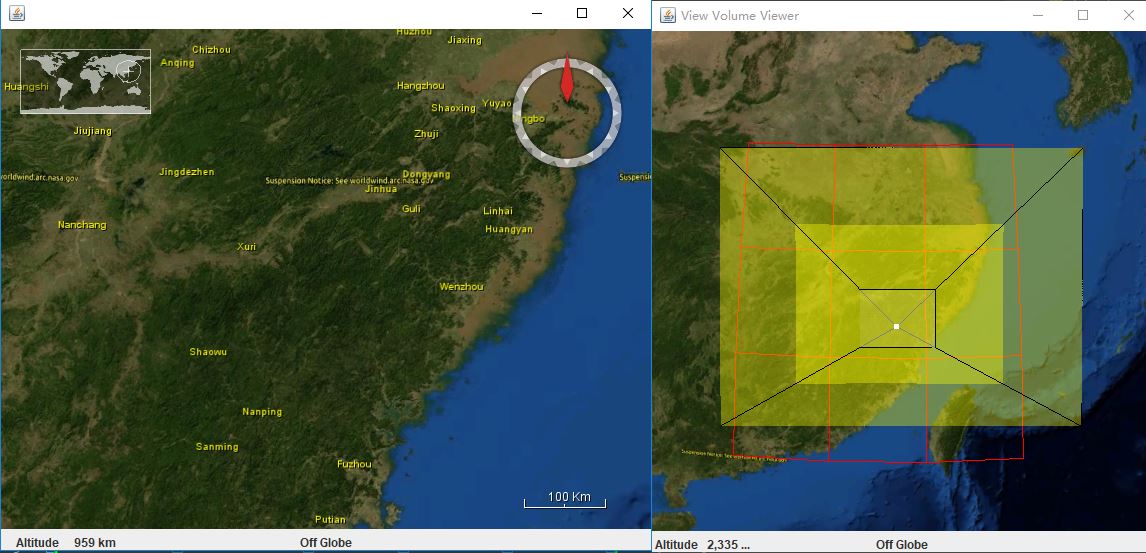 View Volume Viewer
Huzhou
Jiaxing
Chizhou
Anqing
Huangshi
Hangzhou
Shaoxing
Yuyao
ngbo
Jiujiang
Zhuji
Jingdezhen
Dongyang
worldwind.arc.nasa.gov
Suspension Notice: See worldwind.arc.nasa.gov
Suspensi
Jinhua
Guli
Linhai
Nanchang
Huangyan
Xuri
Wenzhou
Shaowu
Nanping
Sanming
Fuzhou
Suspension Notice: See worldwind.arc.nasa.gov
100 Km
Putian
Altitude 959 km Off Globe
Altitude 2,335 ... Off Globe